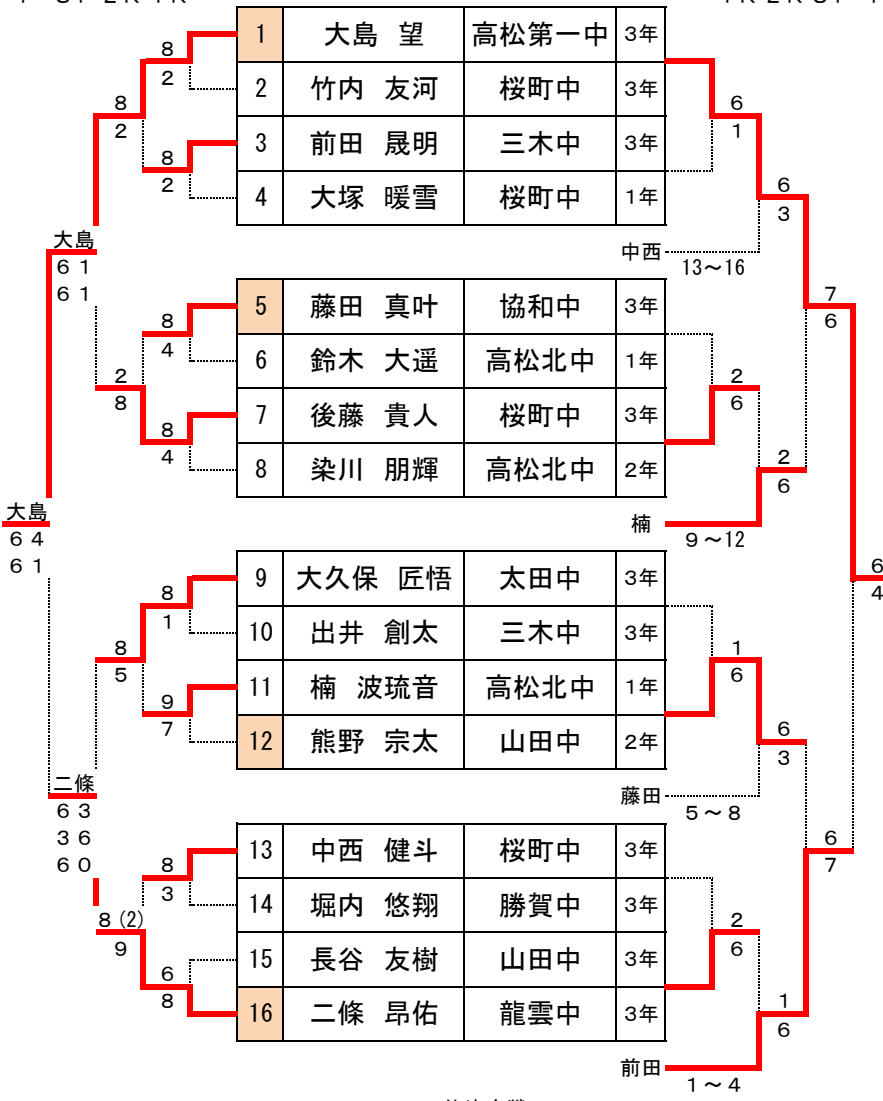 1 大島 望 高松第一中 3年
2 竹内 友河 桜町中 3年
3 前田 晟明 三木中 3年
4 大塚 暖雪 桜町中 1年
8
2
8
2
8
2
6
1
6
3
大島
6 1
6 1
中西
13～16
7
6
5 藤田 真叶 協和中 3年
6 鈴木 大遥 高松北中 1年
7 後藤 貴人 桜町中 3年
8 染川 朋輝 高松北中 2年
8
4
2
8
8
4
2
6
2
6
楠
9～12
大島
6 4
6 1
6
4
9 大久保 匠悟 太田中 3年
10 出井 創太 三木中 3年
11 楠 波琉音 高松北中 1年
12 熊野 宗太 山田中 2年
8
1
8
5
9
7
1
6
6
3
藤田
5～8
二條
6 3
3 6
6 0
6
7
13 中西 健斗 桜町中 3年
14 堀内 悠翔 勝賀中 3年
15 長谷 友樹 山田中 3年
16 二條 昂佑 龍雲中 3年
8
3
8(2)
9
6
8
2
6
1
6
前田
1～4